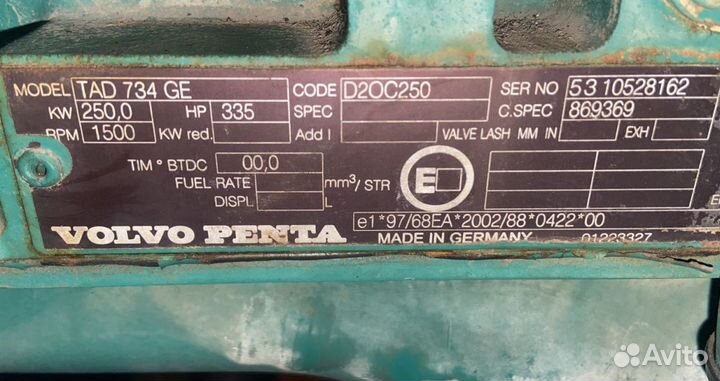 MODEL TAD 734 GE CODE D2OC250 SER NO 53 10528162
KW 250,0 HP 335 SPEC C.SPEC 869369
RPM 1500 KW red. Add I VALVE LASH MM IN EXH
TIM ° BTDC 00,0
FUEL RATE mm³/STR E
DISPL L
e1*97/68EA*2002/88*0422*00
VOLVO PENTA MADE IN GERMANY 01223327
Avito